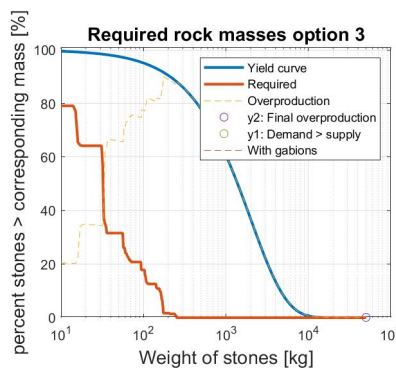 Required rock masses option 3
percent stones > corresponding mass [%]
100
80
60
40
20
0
Yield curve
Required
Overproduction
y2: Final overproduction
y1: Demand > supply
With gabions
10¹ 10² 10³ 10⁴ 10
Weight of stones [kg]